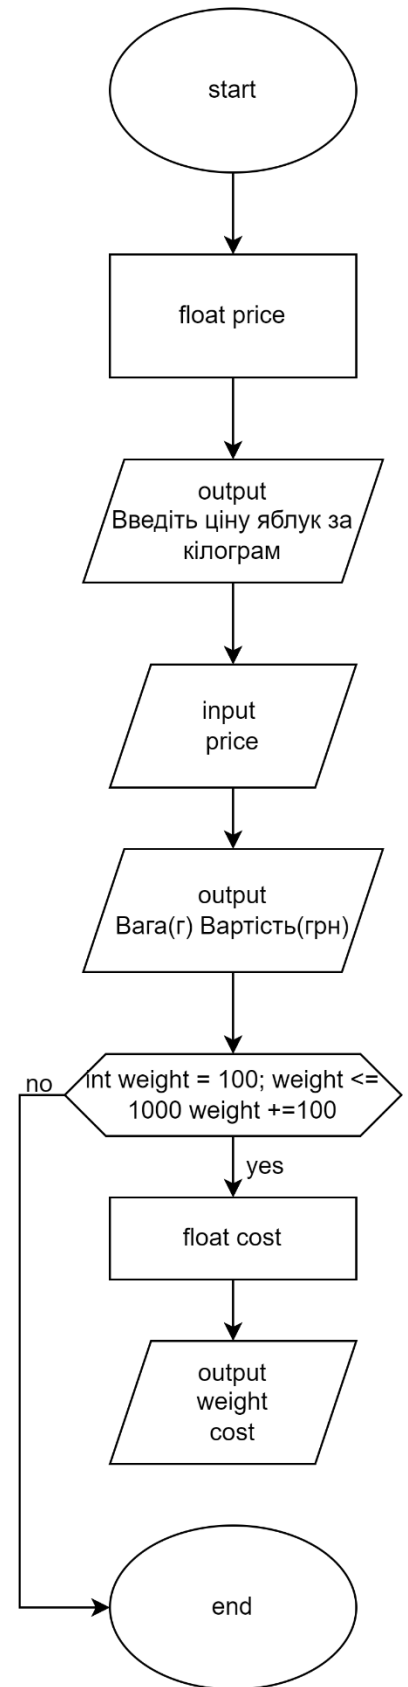 start
float price
output
Введіть ціну яблук за
кілограм
input
price
output
Вага(г) Вартість(грн)
no
int weight = 100; weight <=
1000 weight +=100
yes
float cost
output
weight
cost
end